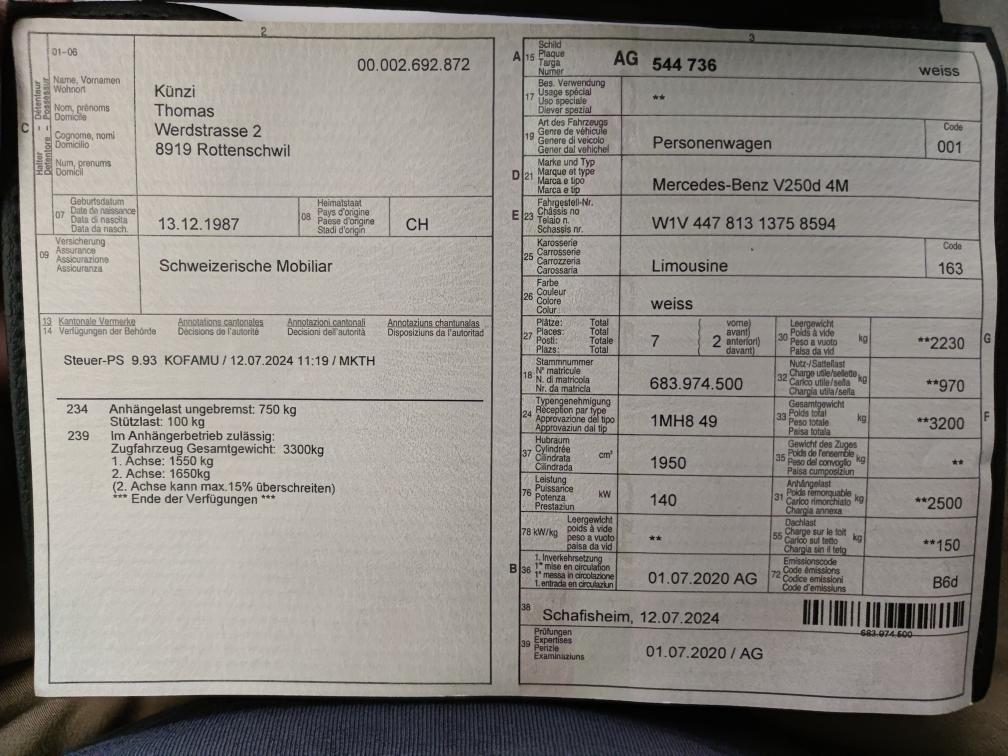 2
01-06
00.002.692.872
C
Halter – Détenteur
Detentore – Possessur
Name, Vornamen
Wohnort
Nom, prénoms
Domicile
Cognome, nomi
Domicilio
Num, prenums
Domicil
Künzi
Thomas
Werdstrasse 2
8919 Rottenschwil
07
Geburtsdatum
Date de naissance
Data di nascita
Data da nasch.
13.12.1987
08
Heimatstaat
Pays d'origine
Paese d'origine
Stadi d'origin
CH
09
Versicherung
Assurance
Assicurazione
Assicuranza
Schweizerische Mobiliar
13 Kantonale Vermerke Annotations cantonales Annotazioni cantonali Annotaziuns chantunalas
14 Verfügungen der Behörde Décisions de l'autorité Decisioni dell'autorità Disposiziuns da l'autoritad
Steuer-PS 9.93 KOFAMU / 12.07.2024 11:19 / MKTH
234 Anhängelast ungebremst: 750 kg
Stützlast: 100 kg
239 Im Anhängerbetrieb zulässig:
Zugfahrzeug Gesamtgewicht: 3300kg
1. Achse: 1550 kg
2. Achse: 1650kg
(2. Achse kann max.15% überschreiten)
*** Ende der Verfügungen ***
3
A 15
Schild
Plaque
Targa
Numer
AG 544 736
weiss
17
Bes. Verwendung
Usage spécial
Uso speciale
Diever spezial
**
19
Art des Fahrzeugs
Genre de véhicule
Genere di veicolo
Gener dal vehichel
Personenwagen
Code
001
D 21
Marke und Typ
Marque et type
Marca e tipo
Marca e tip
Mercedes-Benz V250d 4M
E 23
Fahrgestell-Nr.
Châssis no
Telaio n.
Schassis nr.
W1V 447 813 1375 8594
25
Karosserie
Carrosserie
Carrozzeria
Carossaria
Limousine
Code
163
26
Farbe
Couleur
Colore
Colur
weiss
27
Plätze: Total
Places: Total
Posti: Totale
Plazs: Total
7
2
vorne)
avant)
anteriori)
davant)
30
Leergewicht
Poids à vide
Peso a vuoto
Paisa da vid
kg
**2230
G
18
Stammnummer
N° matricule
N. di matricola
Nr. da matricla
683.974.500
32
Nutz-/Sattellast
Charge utile/sellette
Carico utile/sella
Chargia utila/sella
kg
**970
24
Typengenehmigung
Réception par type
Approvazione del tipo
Approvaziun dal tip
1MH8 49
33
Gesamtgewicht
Poids total
Peso totale
Paisa totala
kg
**3200
F
37
Hubraum
Cylindrée
Cilindrata
Cilindrada
cm³
1950
35
Gewicht des Zuges
Poids de l'ensemble
Peso del convoglio
Paisa cumposiziun
kg
**
76
Leistung
Puissance
Potenza
Prestaziun
kW
140
31
Anhängelast
Poids remorquable
Carico rimorchiato
Chargia annexa
kg
**2500
78 kW/kg
Leergewicht
poids à vide
peso a vuoto
paisa da vid
**
55
Dachlast
Charge sur le toit
Carico sul tetto
Chargia sin il tetg
kg
**150
B 36
1. Inverkehrsetzung
1re mise en circulation
1a messa in circolazione
1. entrada en circulaziun
01.07.2020 AG
72
Emissionscode
Code émissions
Codice emissioni
Code d'emissiuns
B6d
38
Schafisheim, 12.07.2024
683.974.500
39
Prüfungen
Expertises
Perizie
Examinaziuns
01.07.2020 / AG